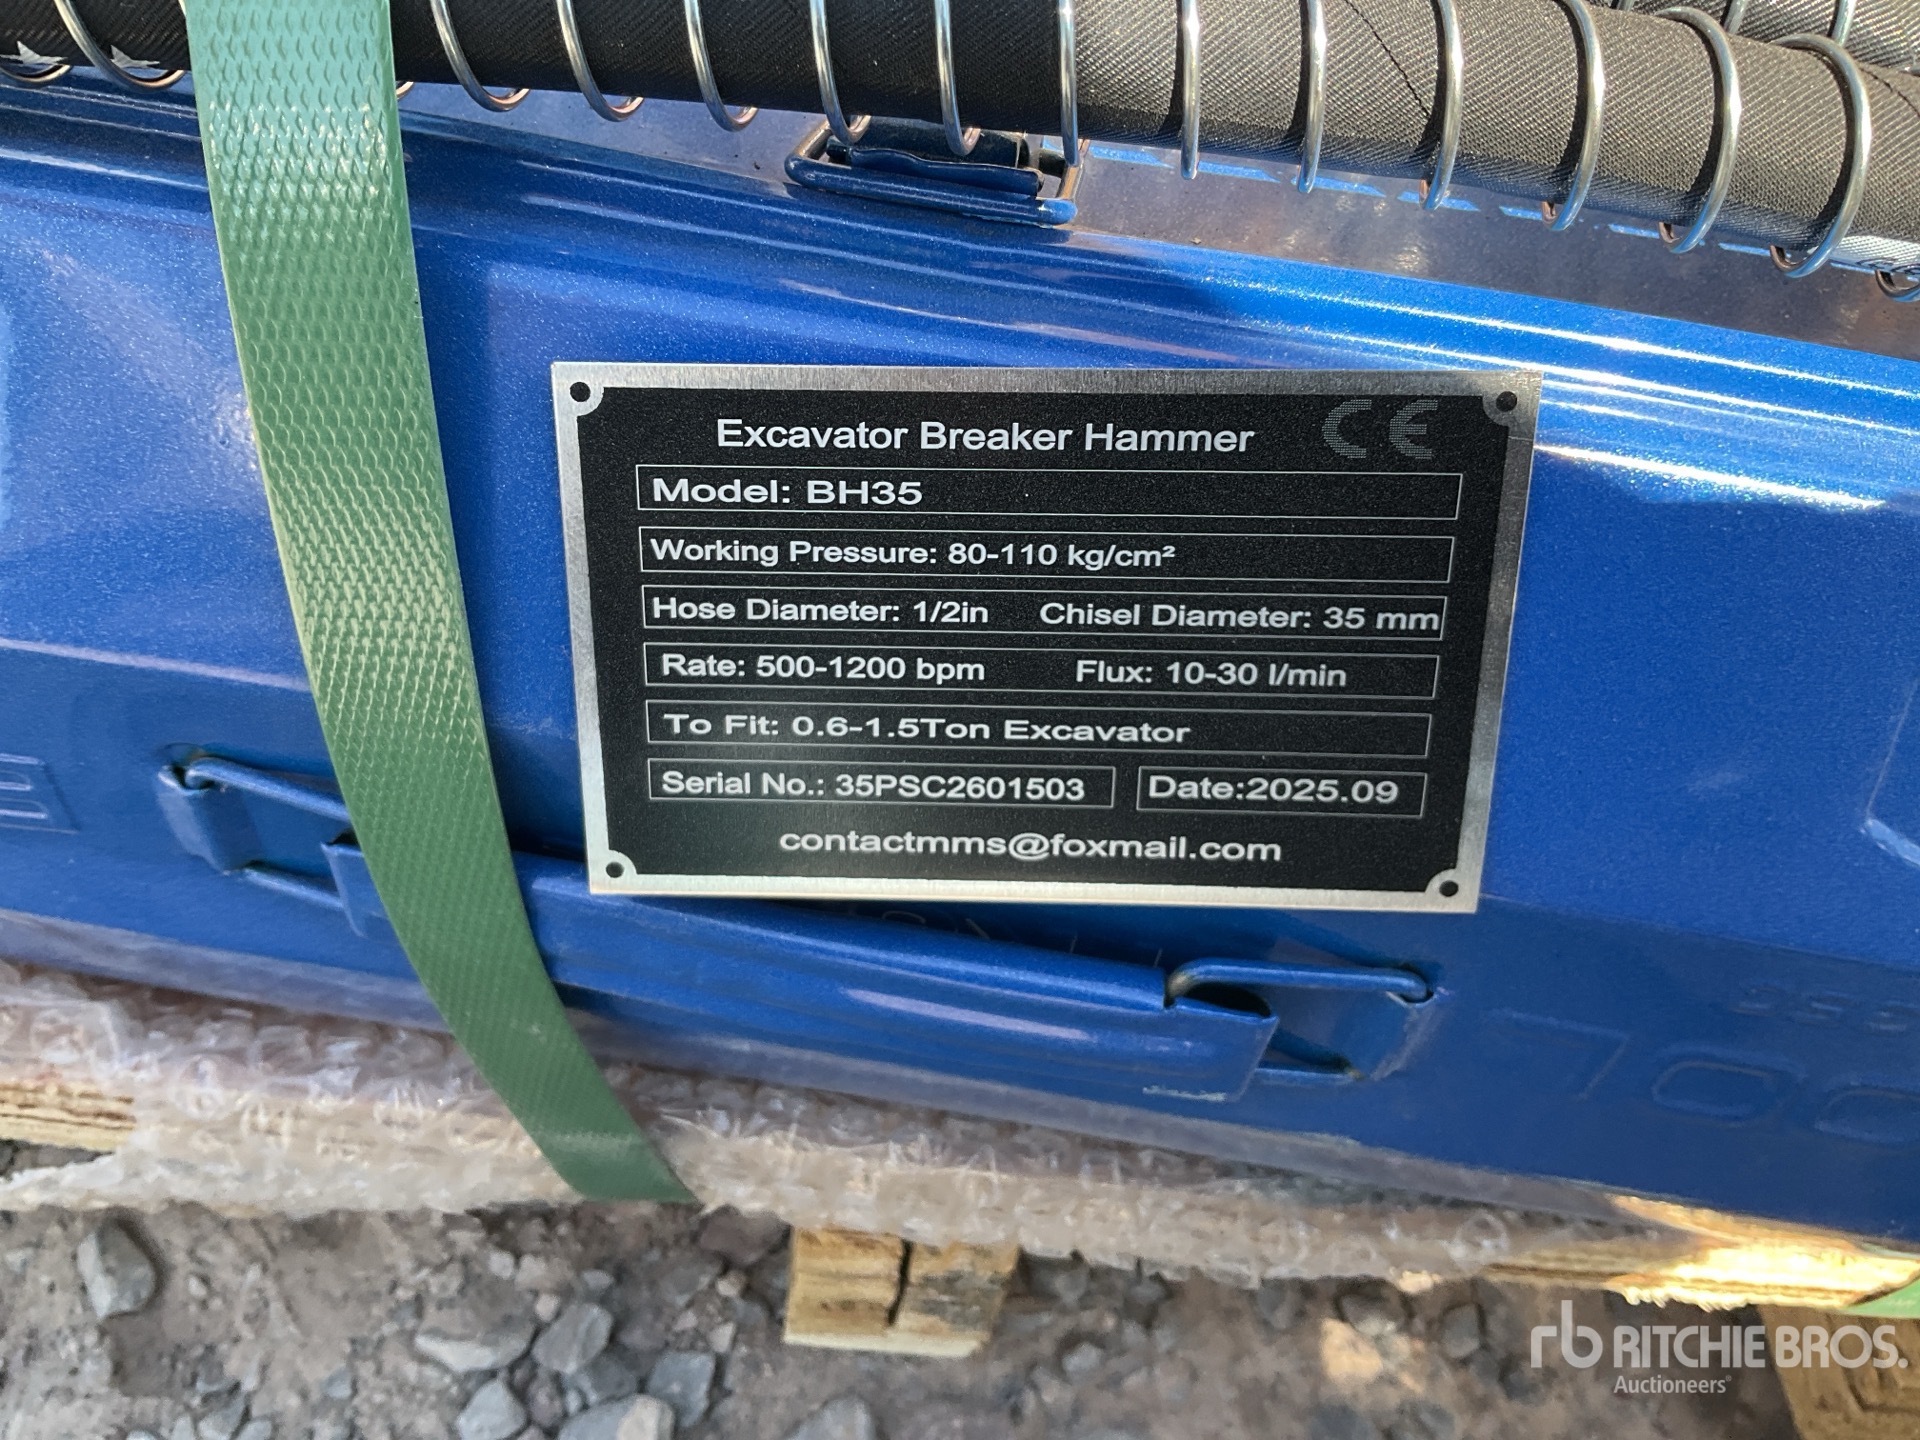 Excavator Breaker Hammer CE
Model: BH35
Working Pressure: 80-110 kg/cm²
Hose Diameter: 1/2in Chisel Diameter: 35 mm
Rate: 500-1200 bpm Flux: 10-30 l/min
To Fit: 0.6-1.5Ton Excavator
Serial No.: 35PSC2601503 Date:2025.09
contactmms@foxmail.com
rb RITCHIE BROS.
Auctioneers